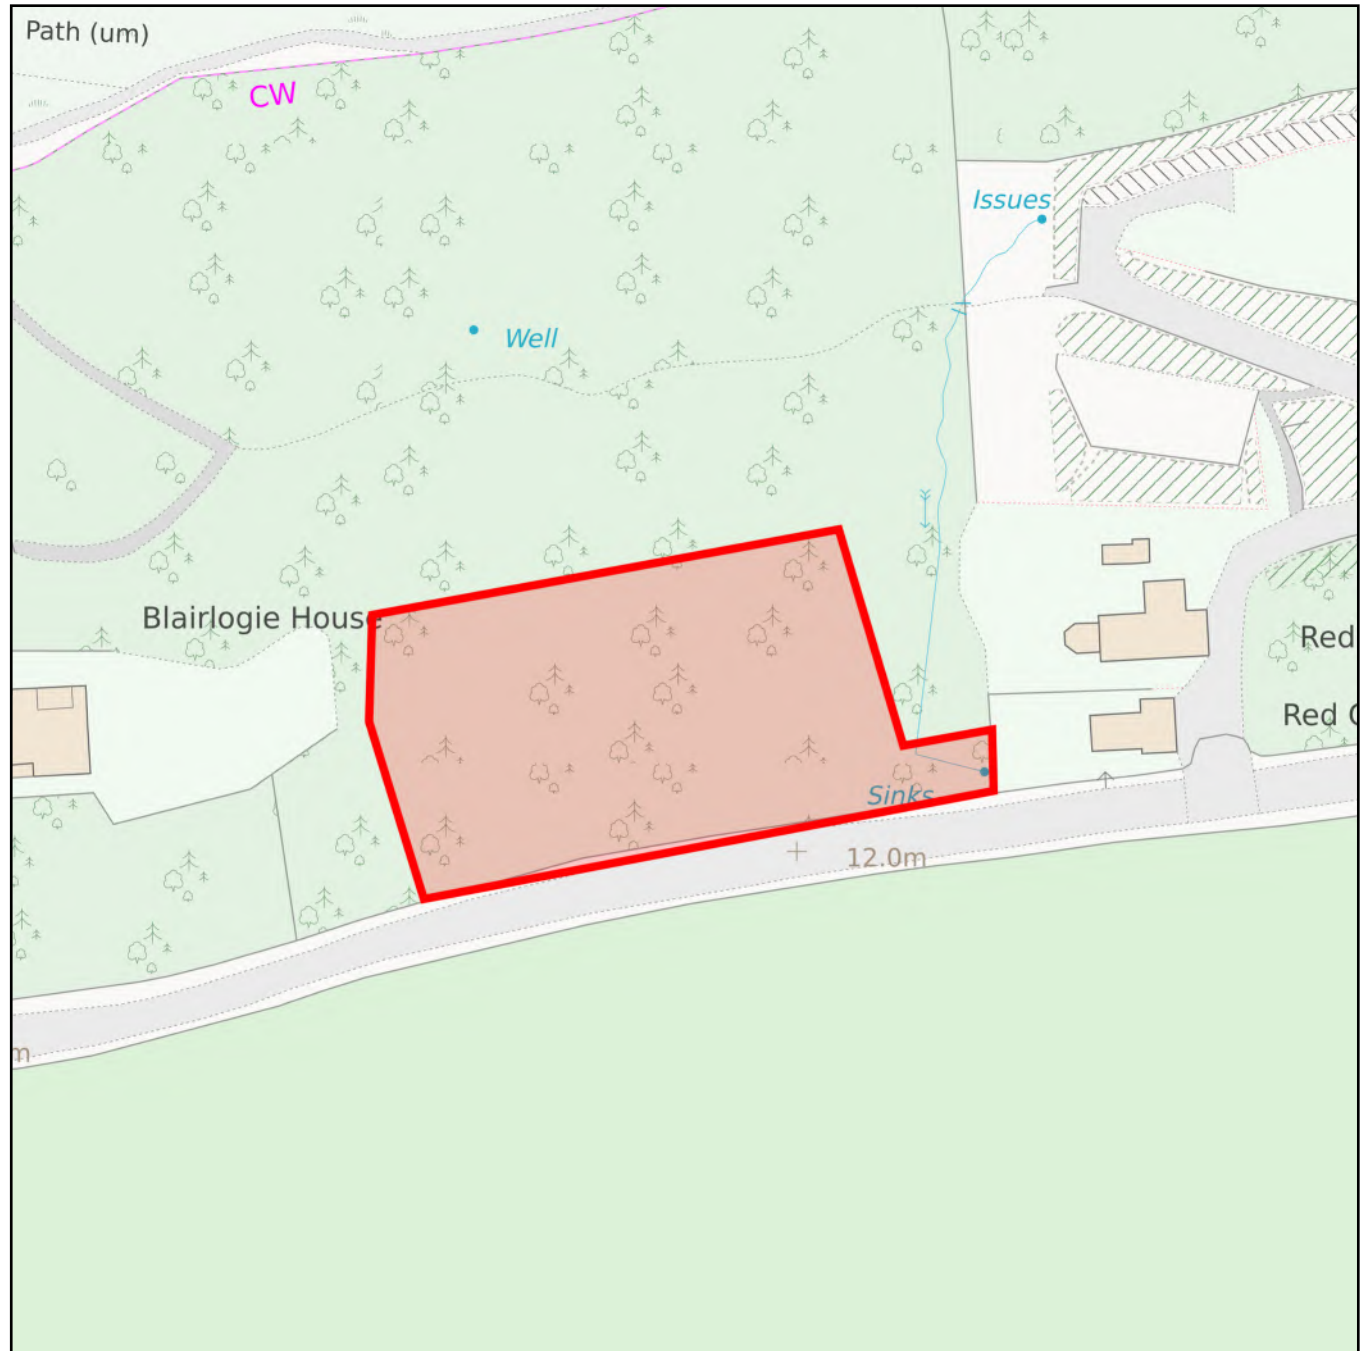 Path (um)
CW
Issues
Well
Blairlogie House
Red
Red
Sinks
12.0m
m